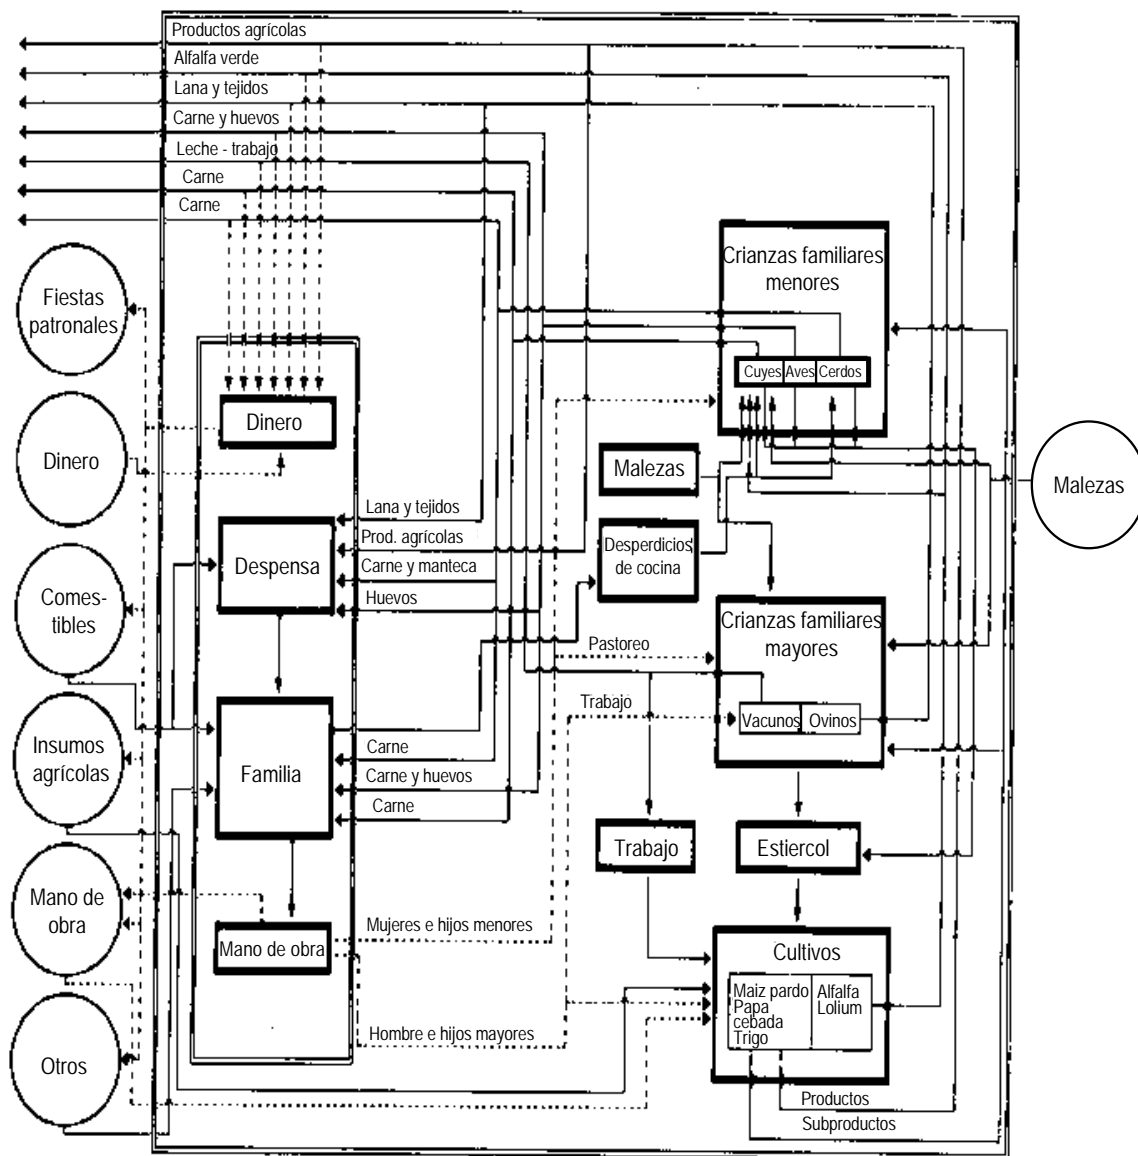 Productos agrícolas
Alfalfa verde
Lana y tejidos
Carne y huevos
Leche - trabajo
Carne
Carne
Fiestas
patronales
Dinero
Comes-
tibles
Insumos
agrícolas
Mano de
obra
Otros
Dinero
Despensa
Familia
Mano de obra
Lana y tejidos
Prod. agrícolas
Carne y manteca
Huevos
Carne
Carne y huevos
Carne
Mujeres e hijos menores
Hombre e hijos mayores
Pastoreo
Trabajo
Crianzas familiares
menores
Cuyes Aves Cerdos
Malezas
Desperdicios
de cocina
Crianzas familiares
mayores
Vacunos Ovinos
Trabajo
Estiercol
Cultivos
Maiz pardo
Papa
cebada
Trigo
Alfalfa
Lolium
Productos
Subproductos
Malezas